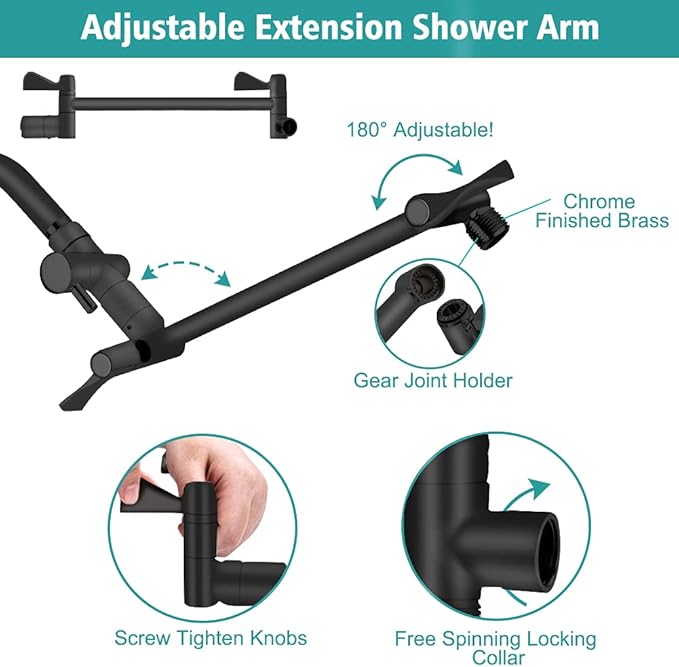 Adjustable Extension Shower Arm
180° Adjustable!
Chrome
Finished Brass
Gear Joint Holder
Screw Tighten Knobs
Free Spinning Locking
Collar